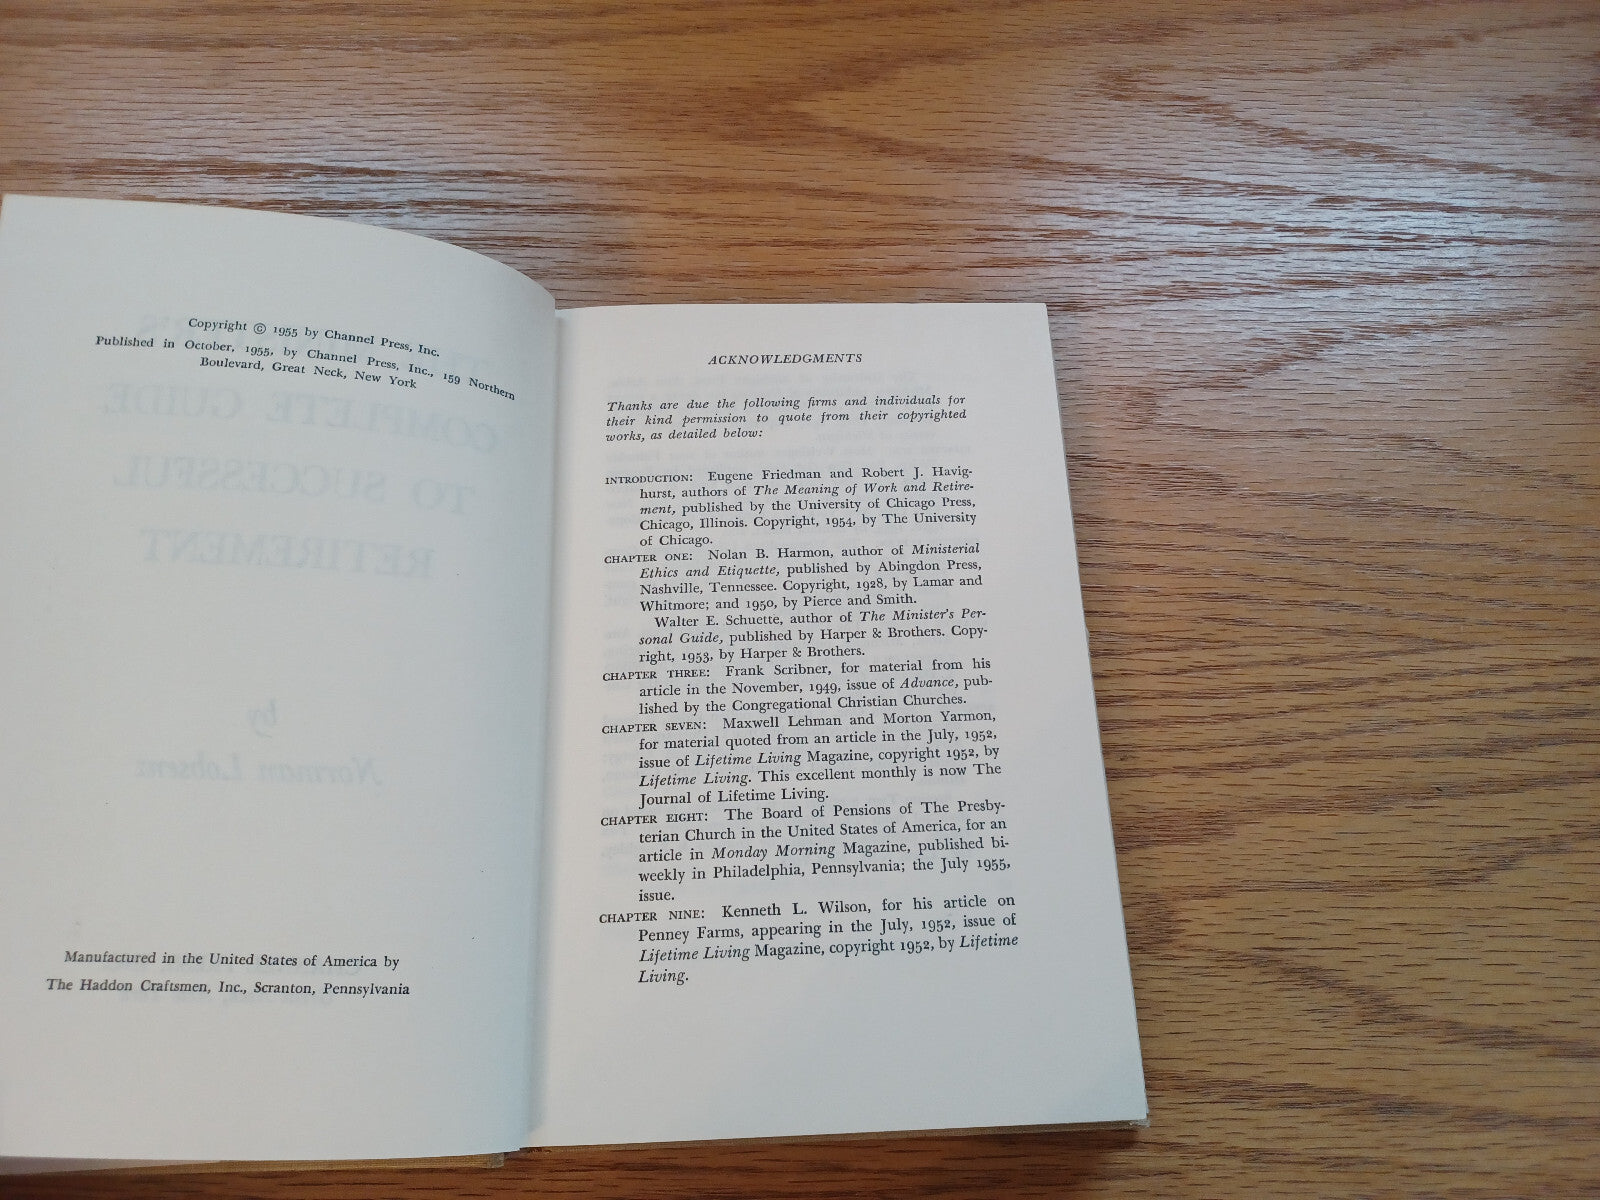 Copyright © 1955 by Channel Press, Inc.
Published in October, 1955, by Channel Press, Inc., 159 Northern
Boulevard, Great Neck, New York
COMPLETE GUIDE
TO SUCCESSFUL
RETIREMENT
by
Norman Lobsenz
Manufactured in the United States of America by
The Haddon Craftsmen, Inc., Scranton, Pennsylvania
ACKNOWLEDGMENTS
Thanks are due the following firms and individuals for
their kind permission to quote from their copyrighted
works, as detailed below:
INTRODUCTION: Eugene Friedman and Robert J. Havig-
hurst, authors of The Meaning of Work and Retire-
ment, published by the University of Chicago Press,
Chicago, Illinois. Copyright, 1954, by The University
of Chicago.
CHAPTER ONE: Nolan B. Harmon, author of Ministerial
Ethics and Etiquette, published by Abingdon Press,
Nashville, Tennessee. Copyright, 1928, by Lamar and
Whitmore; and 1950, by Pierce and Smith.
Walter E. Schuette, author of The Minister's Per-
sonal Guide, published by Harper & Brothers. Copy-
right, 1953, by Harper & Brothers.
CHAPTER THREE: Frank Scribner, for material from his
article in the November, 1949, issue of Advance, pub-
lished by the Congregational Christian Churches.
CHAPTER SEVEN: Maxwell Lehman and Morton Yarmon,
for material quoted from an article in the July, 1952,
issue of Lifetime Living Magazine, copyright 1952, by
Lifetime Living. This excellent monthly is now The
Journal of Lifetime Living.
CHAPTER EIGHT: The Board of Pensions of The Presby-
terian Church in the United States of America, for an
article in Monday Morning Magazine, published bi-
weekly in Philadelphia, Pennsylvania; the July 1955,
issue.
CHAPTER NINE: Kenneth L. Wilson, for his article on
Penney Farms, appearing in the July, 1952, issue of
Lifetime Living Magazine, copyright 1952, by Lifetime
Living.